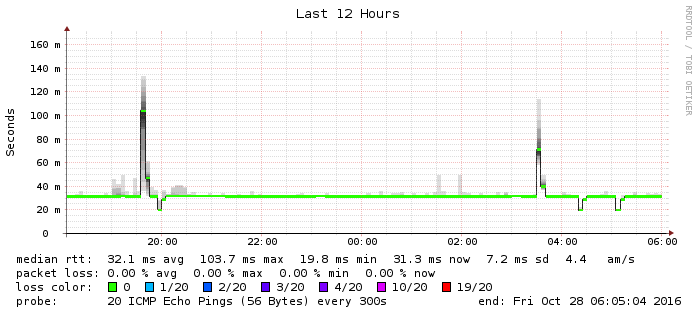 Last 12 Hours
RRDTOOL / TOBI OETIKER
Seconds
160 m
140 m
120 m
100 m
80 m
60 m
40 m
20 m
0
20:00 22:00 00:00 02:00 04:00 06:00
median rtt: 32.1 ms avg 103.7 ms max 19.8 ms min 31.3 ms now 7.2 ms sd 4.4 am/s
packet loss: 0.00 % avg 0.00 % max 0.00 % min 0.00 % now
loss color: 0 1/20 2/20 3/20 4/20 10/20 19/20
probe: 20 ICMP Echo Pings (56 Bytes) every 300s end: Fri Oct 28 06:05:04 2016